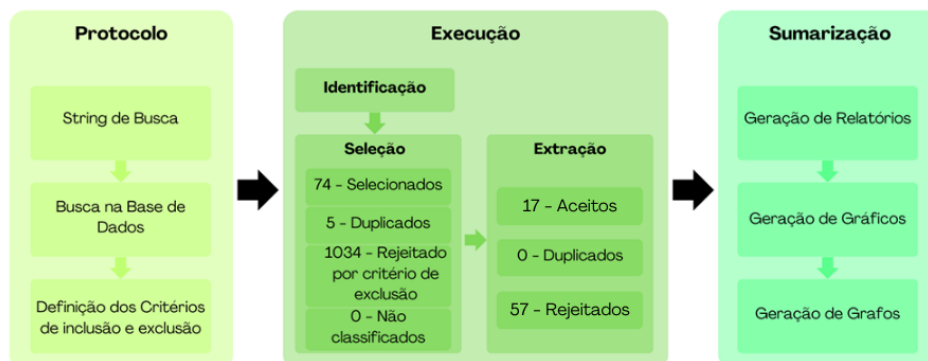 Protocolo
String de Busca
Busca na Base de
Dados
Definição dos Critérios
de inclusão e exclusão
Execução
Identificação
Seleção
74 - Selecionados
5 - Duplicados
1034 - Rejeitado
por critério de
exclusão
0 - Não
classificados
Extração
17 - Aceitos
0 - Duplicados
57 - Rejeitados
Sumarização
Geração de Relatórios
Geração de Gráficos
Geração de Grafos